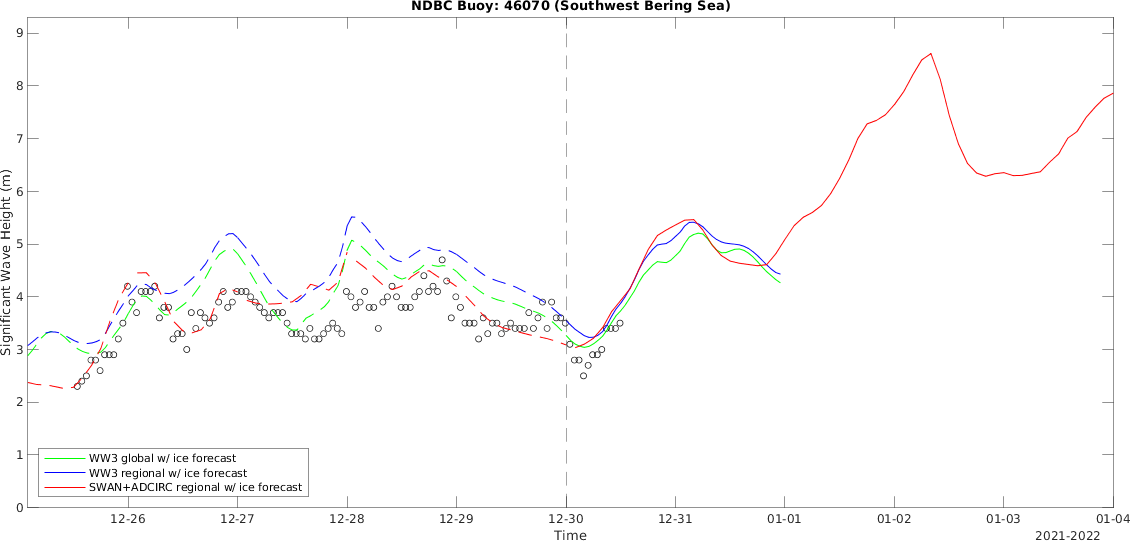 NDBC Buoy: 46070 (Southwest Bering Sea)
9
8
7
6
5
4
3
2
1
0
Significant Wave Height (m)
WW3 global w/ ice forecast
WW3 regional w/ ice forecast
SWAN+ADCIRC regional w/ ice forecast
12-26 12-27 12-28 12-29 12-30 12-31 01-01 01-02 01-03 01-04
Time
2021-2022